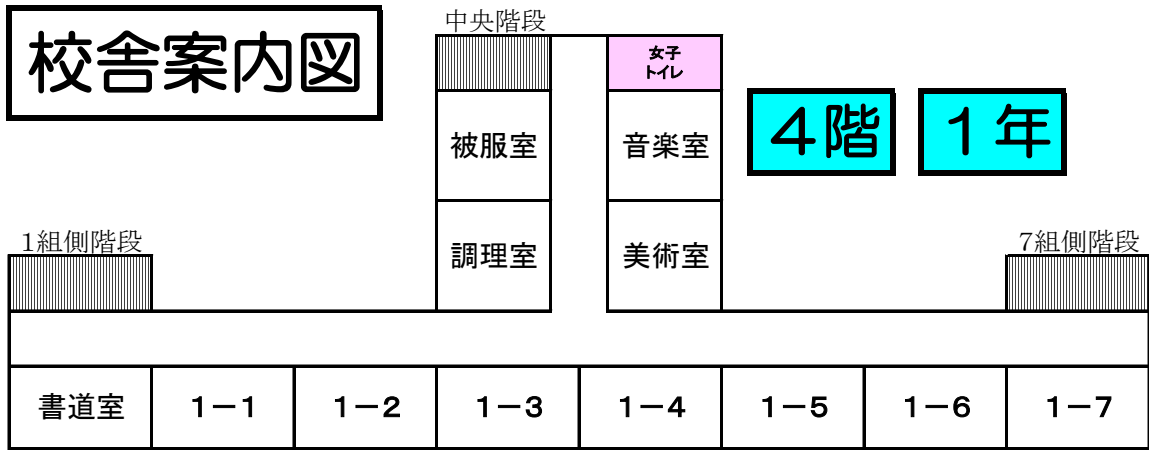 校舎案内図
中央階段
女子
トイレ
被服室
音楽室
4階
1年
調理室
美術室
1組側階段
7組側階段
書道室
1－1
1－2
1－3
1－4
1－5
1－6
1－7